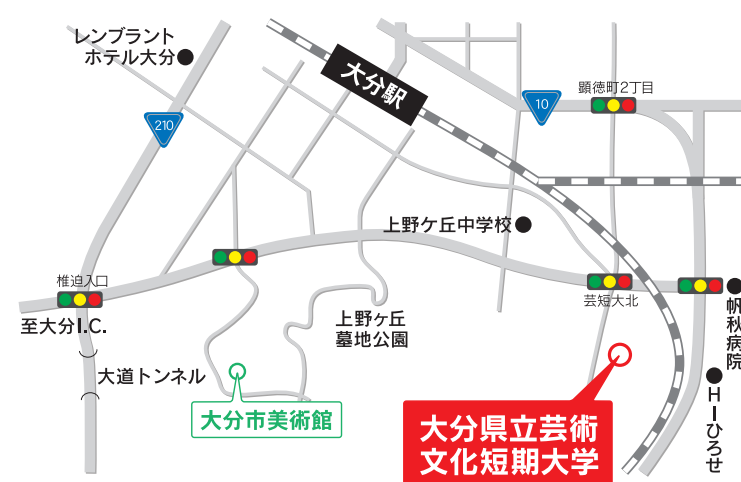 レンブラント
ホテル大分
大分駅
210
10
顕徳町2丁目
上野ケ丘中学校
椎迫入口
至大分I.C.
大道トンネル
上野ヶ丘
墓地公園
芸短大北
帆秋病院
HIひろせ
大分市美術館
大分県立芸術
文化短期大学